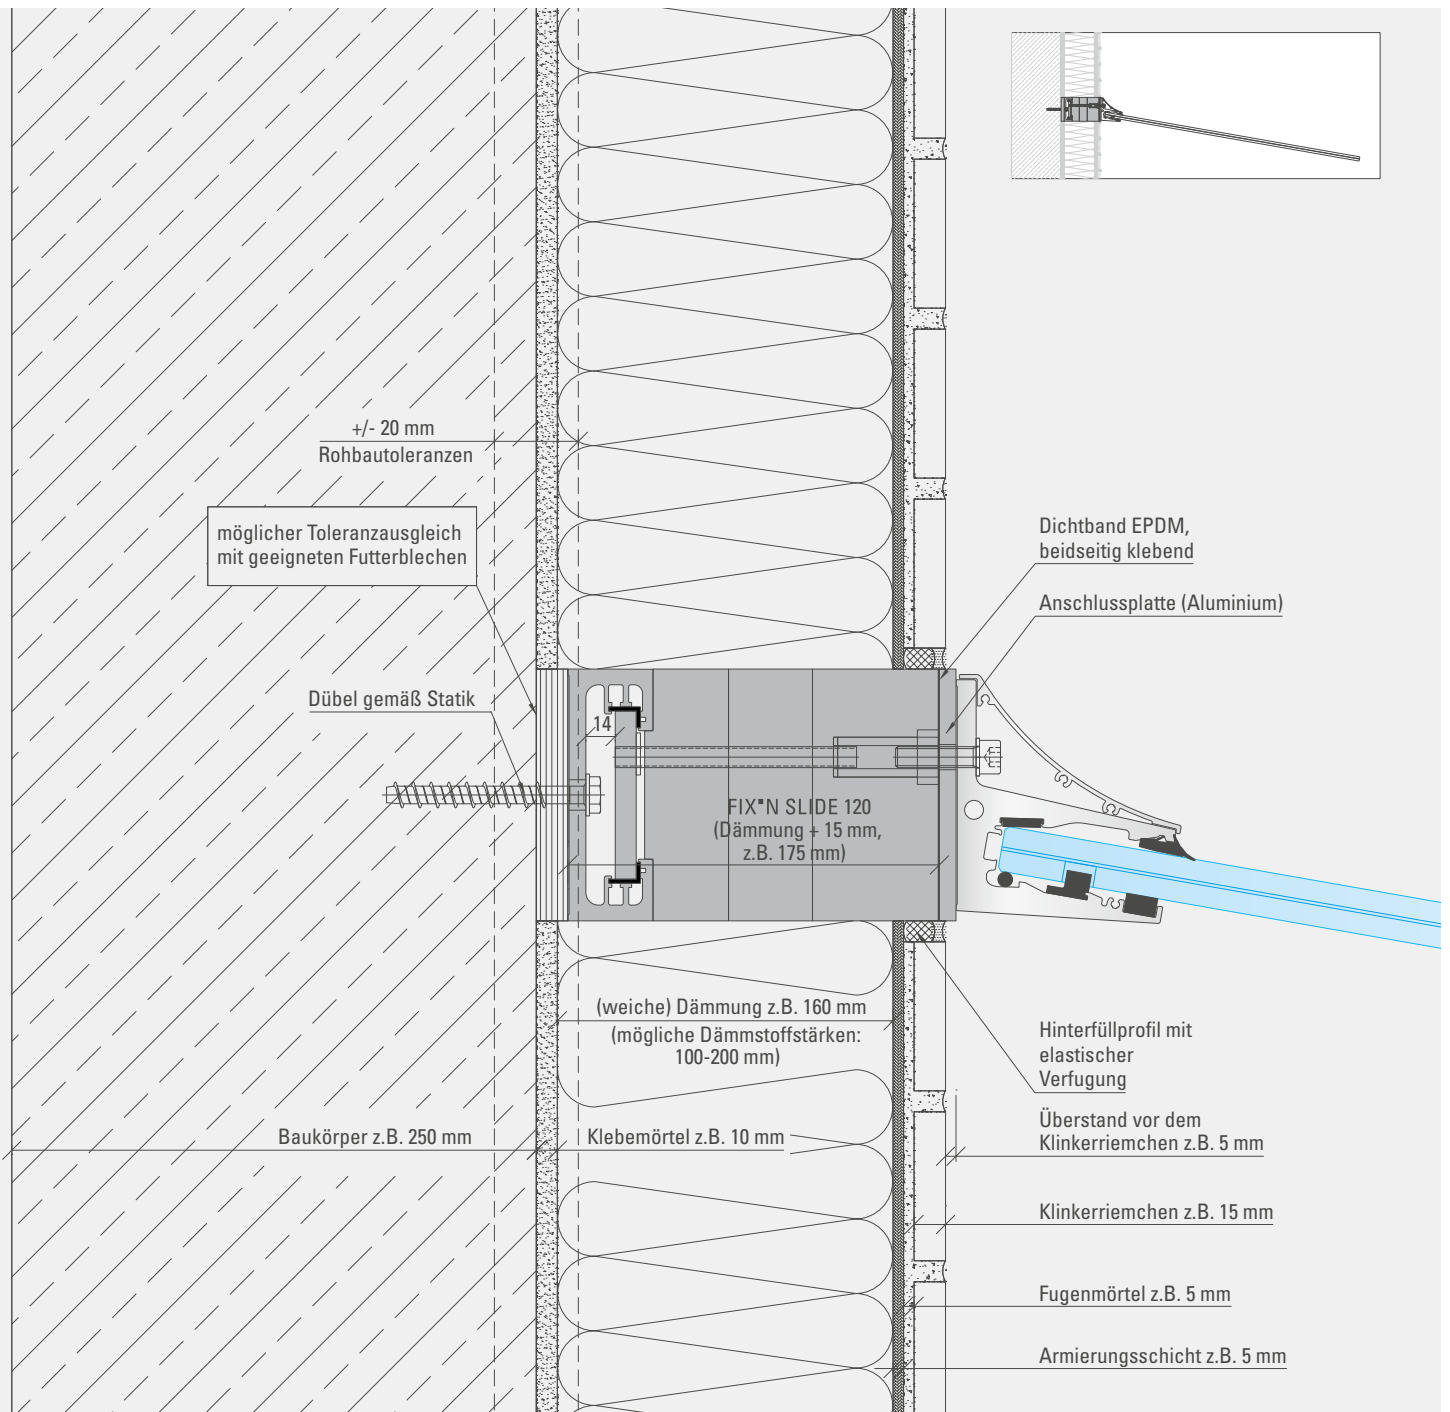 +/- 20 mm
Rohbautoleranzen
möglicher Toleranzausgleich
mit geeigneten Futterblechen
Dichtband EPDM,
beidseitig klebend
Anschlussplatte (Aluminium)
Dübel gemäß Statik
14
FIX"N SLIDE 120
(Dämmung + 15 mm,
z.B. 175 mm)
(weiche) Dämmung z.B. 160 mm
(mögliche Dämmstoffstärken:
100-200 mm)
Hinterfüllprofil mit
elastischer
Verfugung
Baukörper z.B. 250 mm
Klebemörtel z.B. 10 mm
Überstand vor dem
Klinkerriemchen z.B. 5 mm
Klinkerriemchen z.B. 15 mm
Fugenmörtel z.B. 5 mm
Armierungsschicht z.B. 5 mm